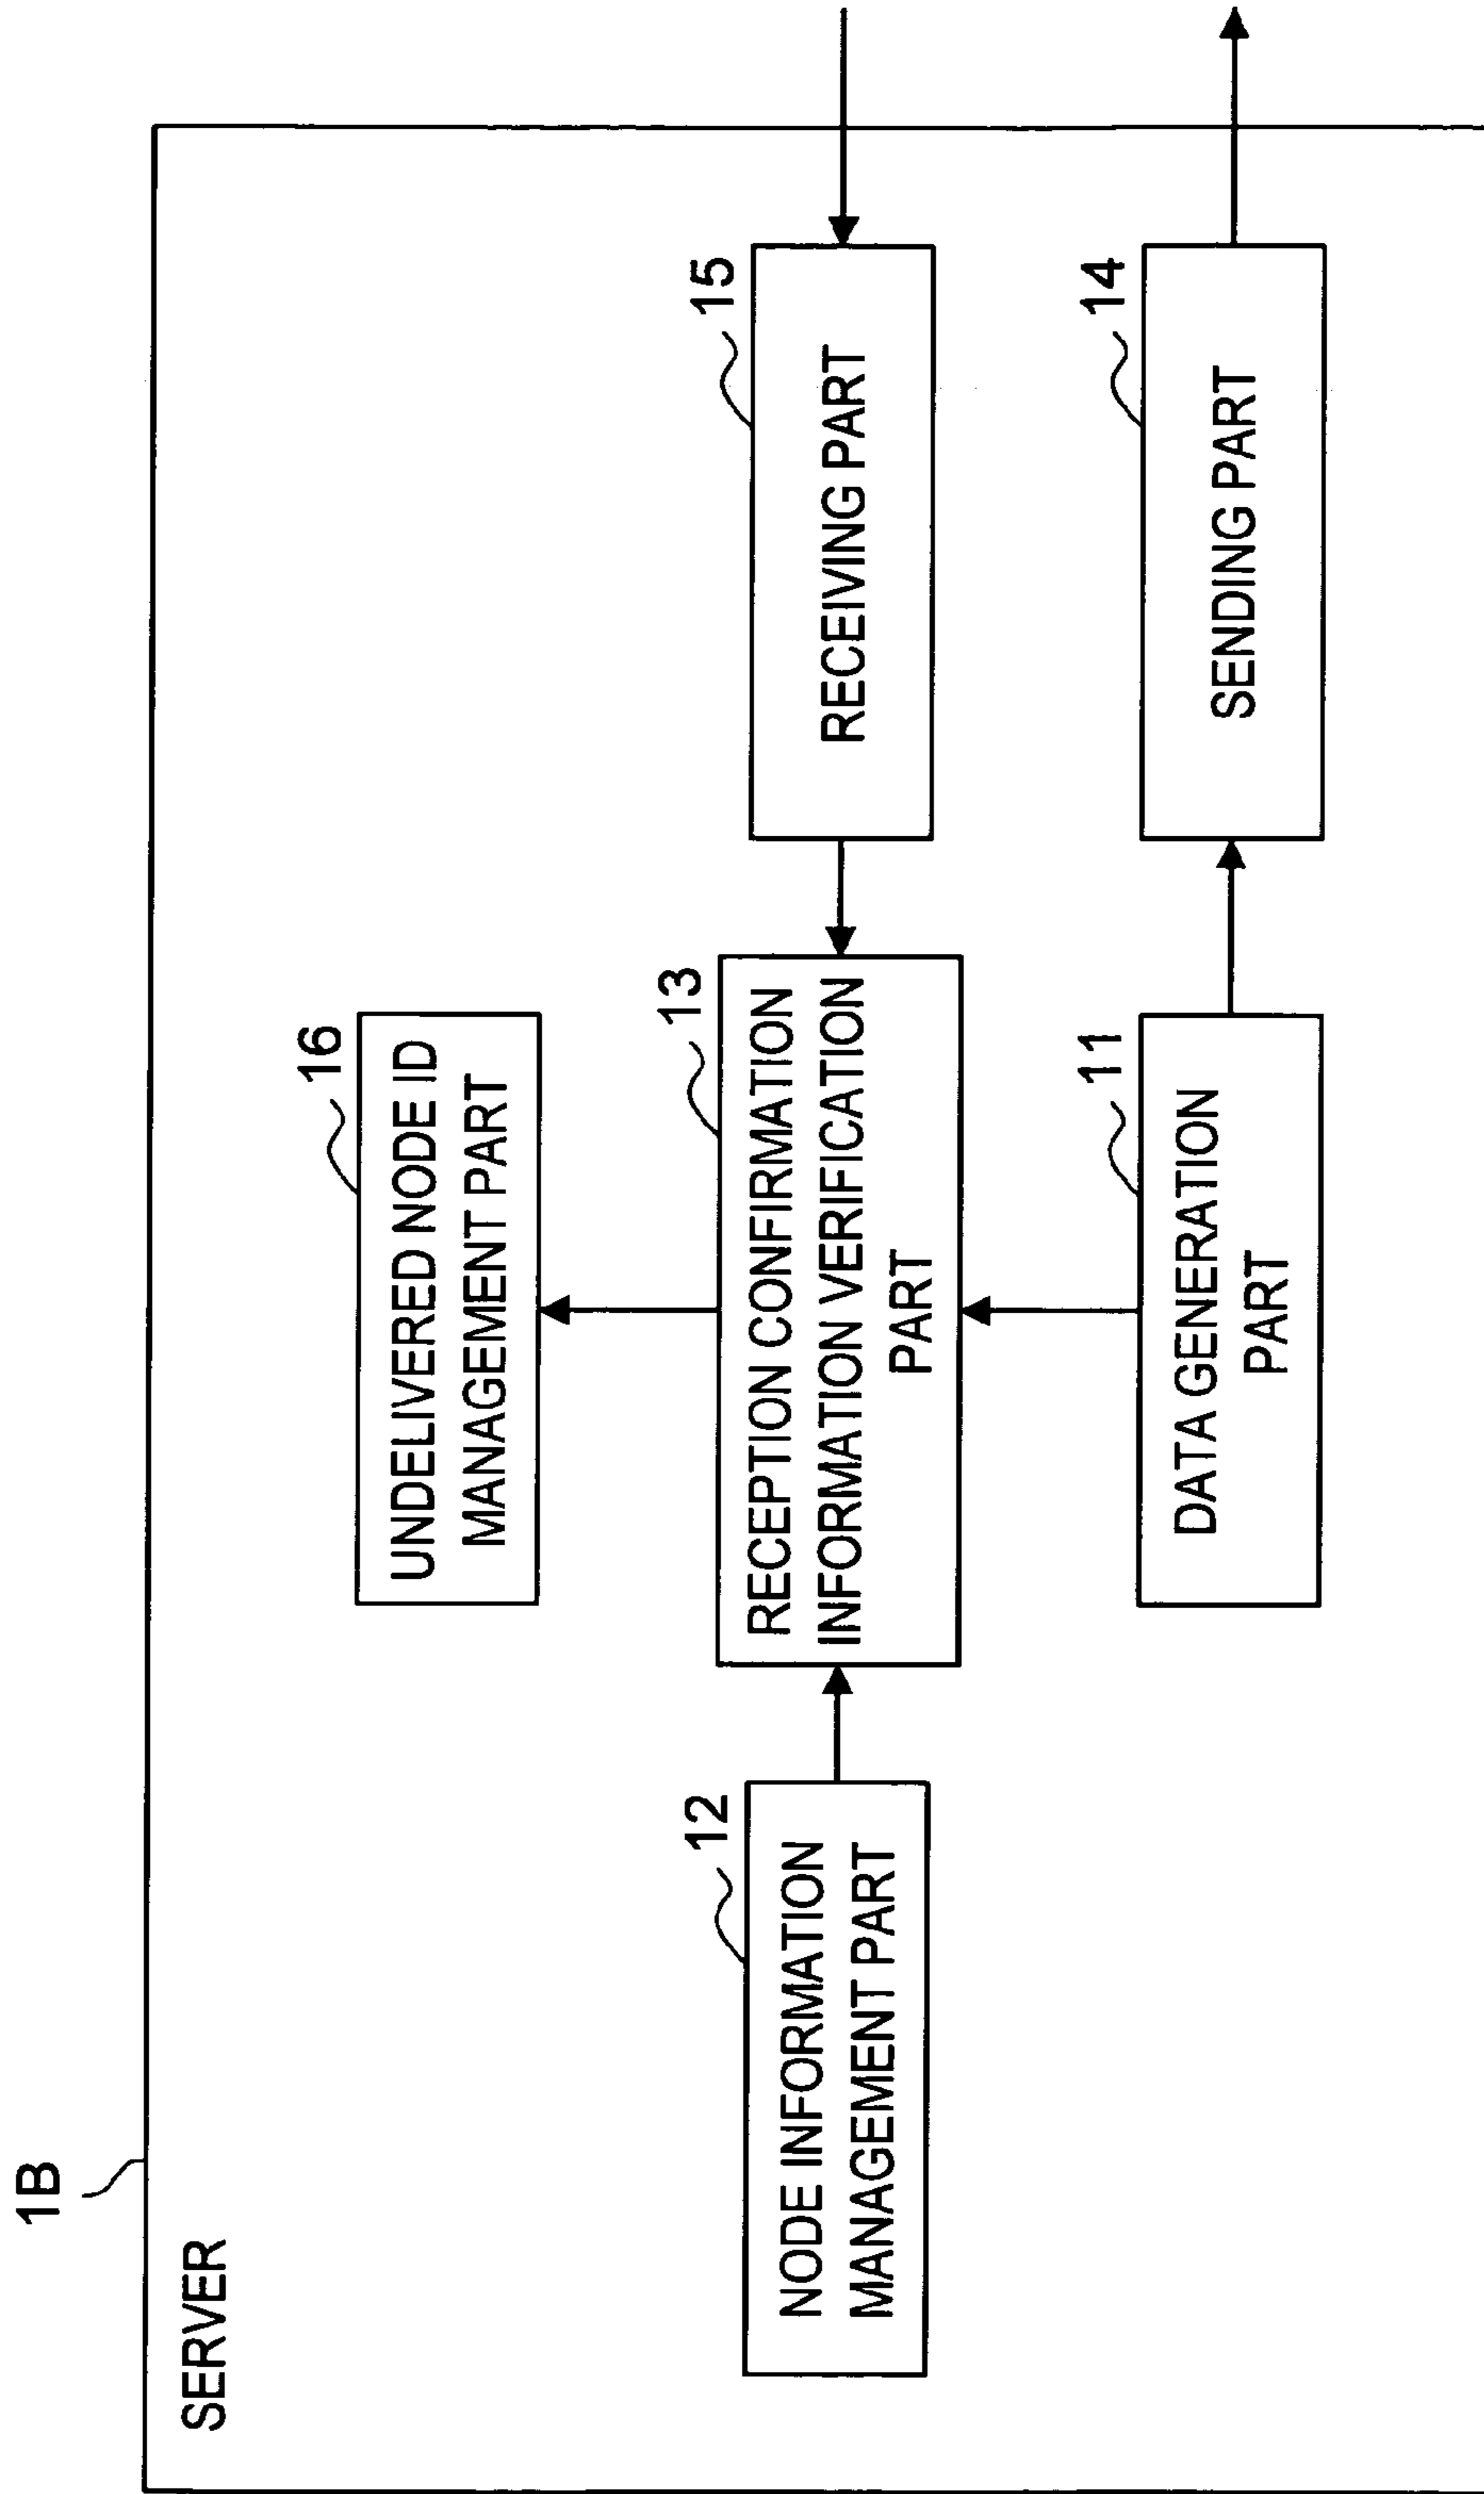 1B
SERVER
16
UNDELIVERED NODE ID
MANAGEMENT PART
12
NODE INFORMATION
MANAGEMENT PART
13
RECEPTION CONFIRMATION
INFORMATION VERIFICATION
PART
15
RECEIVING PART
11
DATA GENERATION
PART
14
SENDING PART